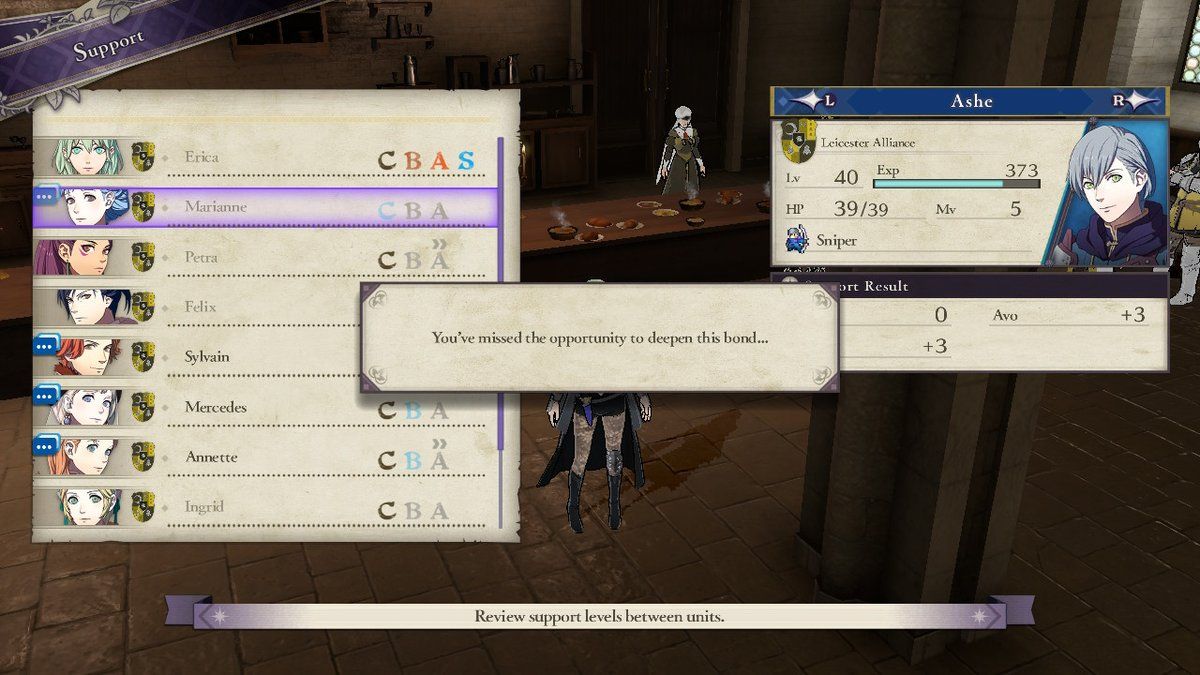 Support
Erica C B A S
Marianne C B A
Petra C B A
Felix
Sylvain
Mercedes C B A
Annette C B A
Ingrid C B A
You've missed the opportunity to deepen this bond...
L Ashe R
Leicester Alliance
Lv 40 Exp 373
HP 39/39 Mv 5
Sniper
Result
0 Avo +3
+3
Review support levels between units.